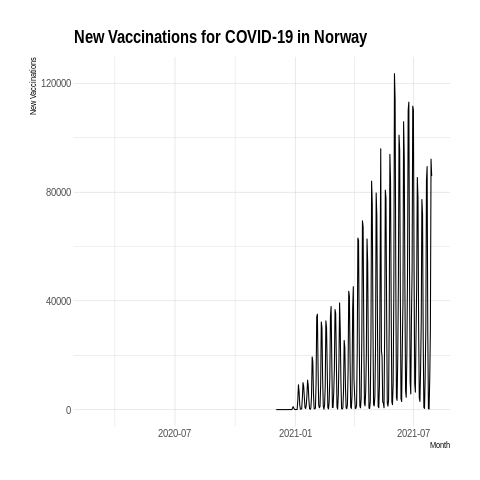 New Vaccinations for COVID-19 in Norway
New Vaccinations
120000
80000
40000
0
2020-07
2021-01
2021-07
Month